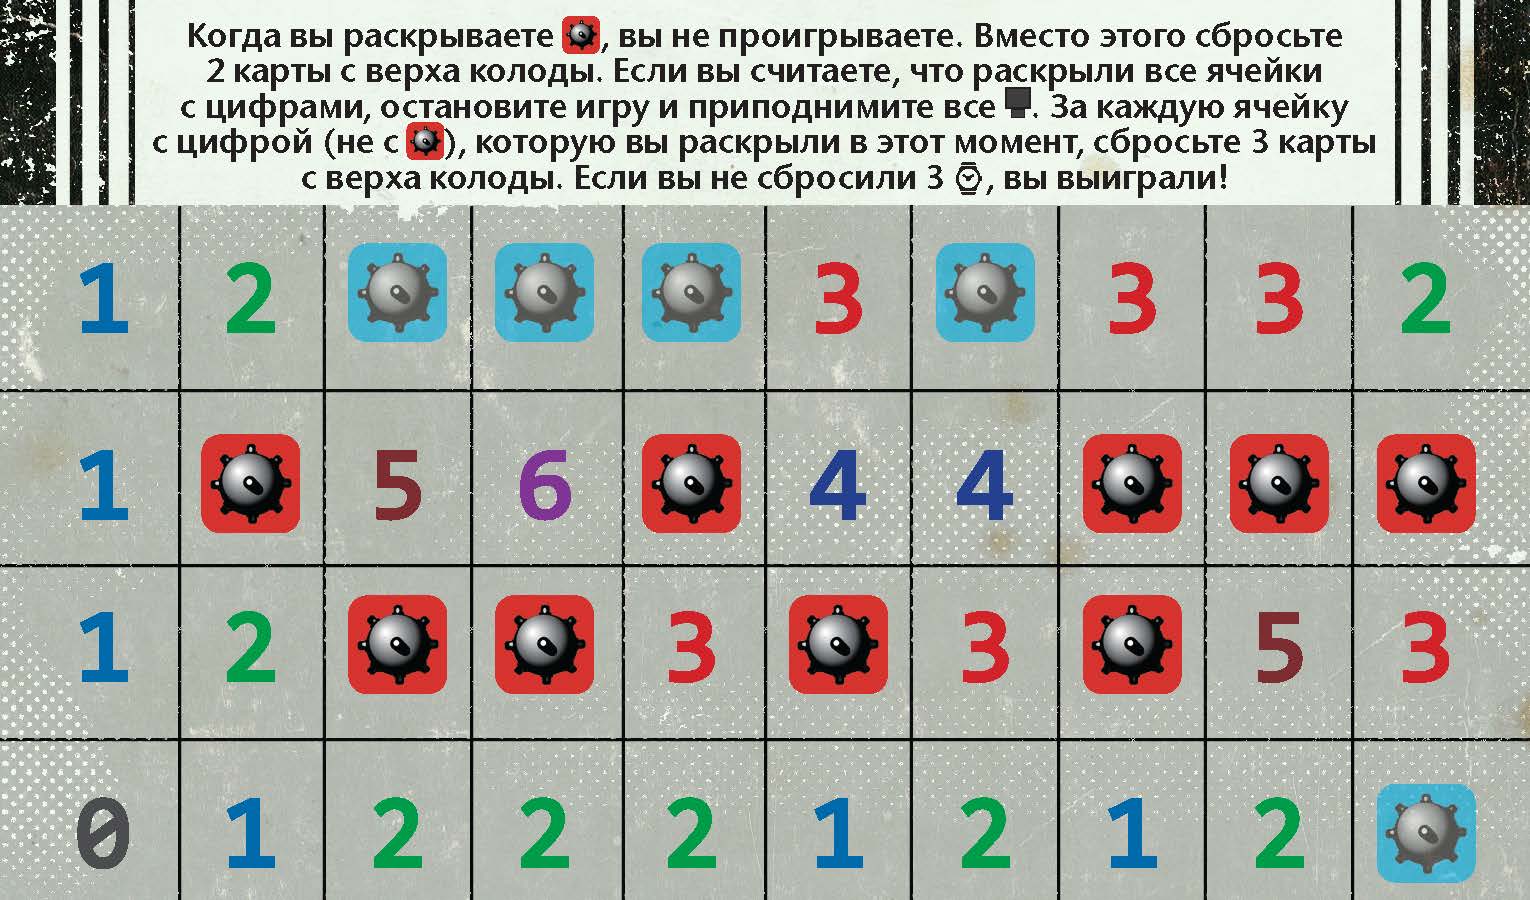 Когда вы раскрываете , вы не проигрываете. Вместо этого сбросьте
2 карты с верха колоды. Если вы считаете, что раскрыли все ячейки
с цифрами, остановите игру и приподнимите все . За каждую ячейку
с цифрой (не с ), которую вы раскрыли в этот момент, сбросьте 3 карты
с верха колоды. Если вы не сбросили 3 , вы выиграли!
1 2 3 3 3 2
1 5 6 4 4
1 2 3 3 5 3
0 1 2 2 2 1 2 1 2